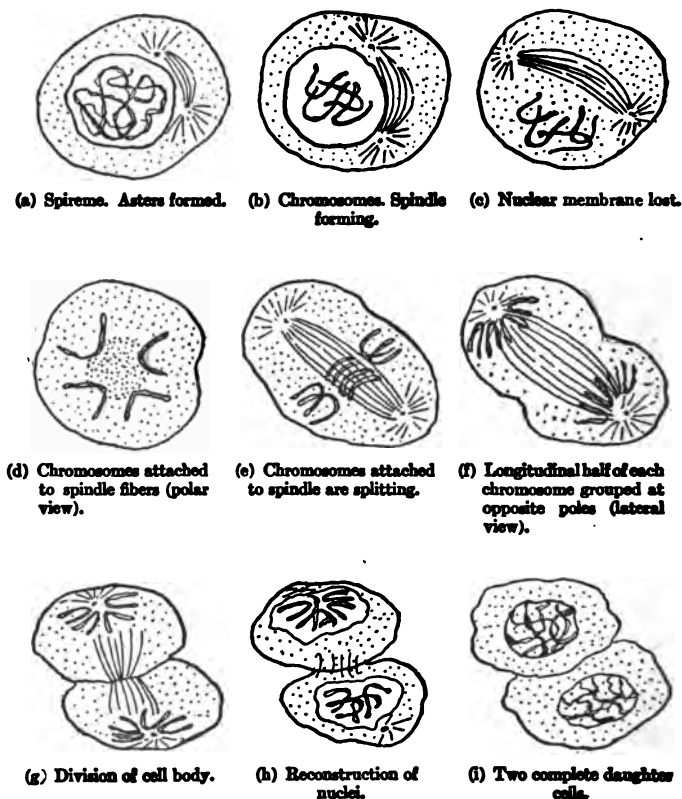 (a) Spireme. Asters formed.
(b) Chromosomes. Spindle
forming.
(c) Nuclear membrane lost.
(d) Chromosomes attached
to spindle fibers (polar
view).
(e) Chromosomes attached
to spindle are splitting.
(f) Longitudinal half of each
chromosome grouped at
opposite poles (lateral
view).
(g) Division of cell body.
(h) Reconstruction of
nuclei.
(i) Two complete daughter
cells.